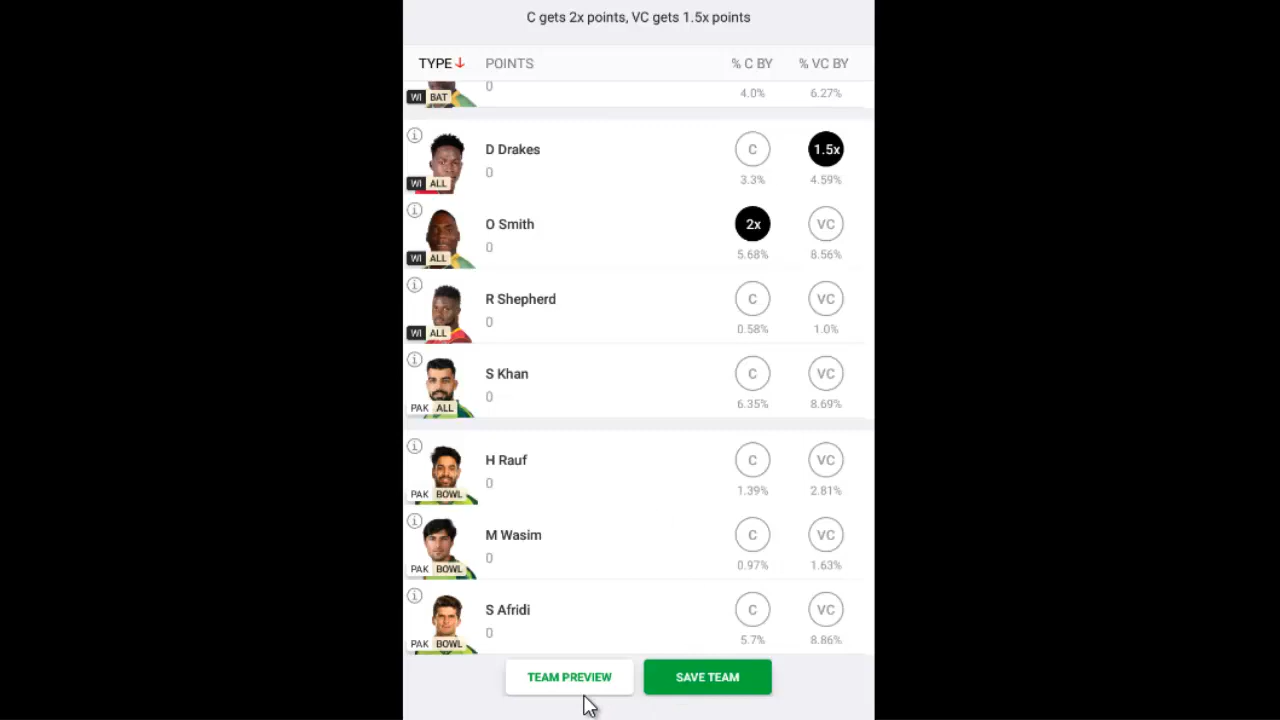 C gets 2x points, VC gets 1.5x points
TYPE↓ POINTS % C BY % VC BY
0
WI BAT 4.0% 6.27%
D Drakes C 1.5x
0
WI ALL 3.3% 4.59%
O Smith 2x VC
0
WI ALL 5.68% 8.56%
R Shepherd C VC
0
WI ALL 0.58% 1.0%
S Khan C VC
0
PAK ALL 6.35% 8.69%
H Rauf C VC
0
PAK BOWL 1.39% 2.81%
M Wasim C VC
0
PAK BOWL 0.97% 1.63%
S Afridi C VC
0
PAK BOWL 5.7% 8.86%
TEAM PREVIEW SAVE TEAM